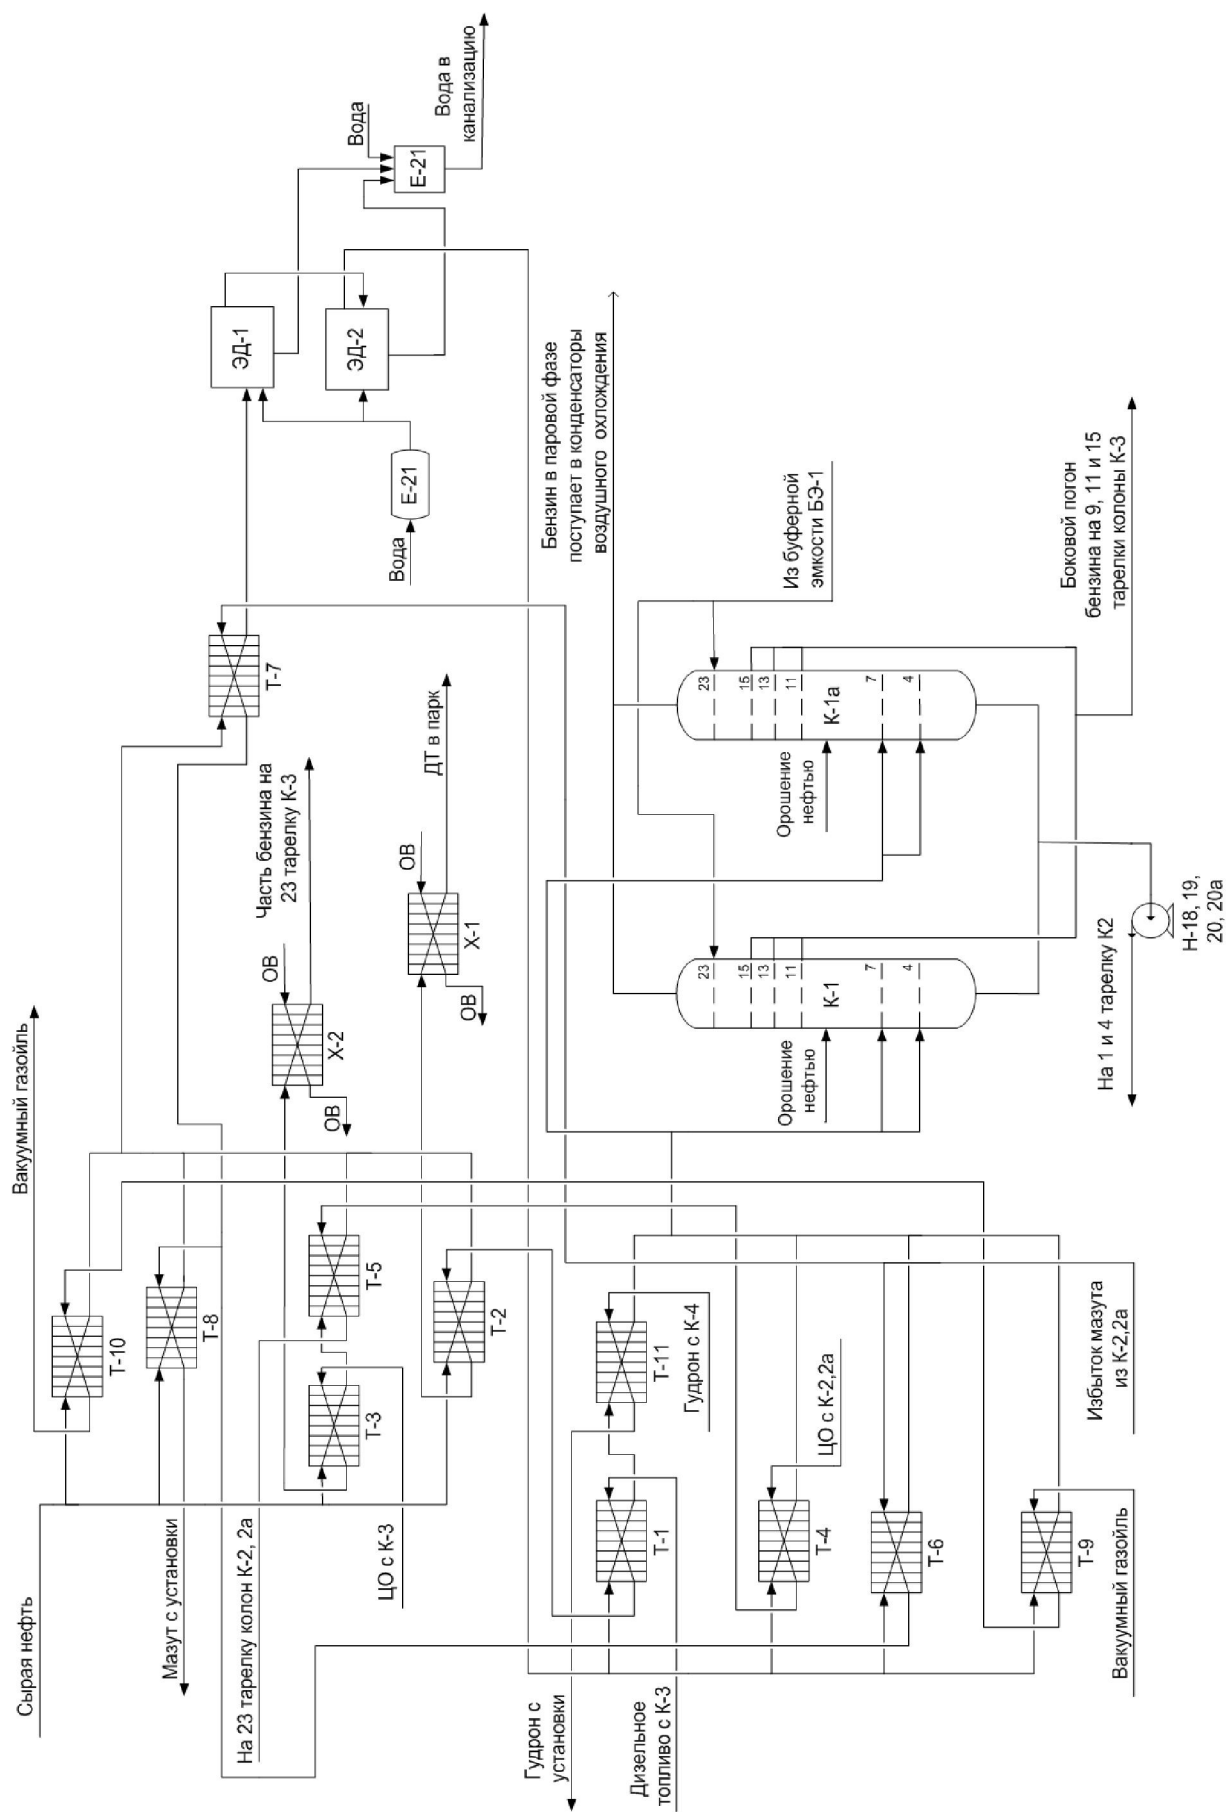 Сырая нефть
Мазут с установки
На 23 тарелку колон К-2, 2а
ЦО с К-3
Гудрон с
установки
Дизельное
топливо с К-3
Вакуумный газойль
Т-10
Т-8
Т-3
Т-5
Т-2
Т-1
Т-11
Гудрон с К-4
Т-4
ЦО с К-2,2а
Т-6
Т-9
Вакуумный газойль
Избыток мазута
из К-2,2а
Х-2
ОВ
ОВ
Часть бензина на
23 тарелку К-3
Х-1
ОВ
ОВ
ДТ в парк
Т-7
Вода
Е-21
ЭД-1
ЭД-2
Вода
Е-21
Вода в
канализацию
Бензин в паровой фазе
поступает в конденсаторы
воздушного охлождения
Из буферной
эмкости БЭ-1
Орошение
нефтью
23
15
13
11
К-1
7
4
Орошение
нефтью
23
15
13
11
К-1а
7
4
На 1 и 4 тарелку К2
Н-18, 19,
20, 20а
Боковой погон
бензина на 9, 11 и 15
тарелки колоны К-3